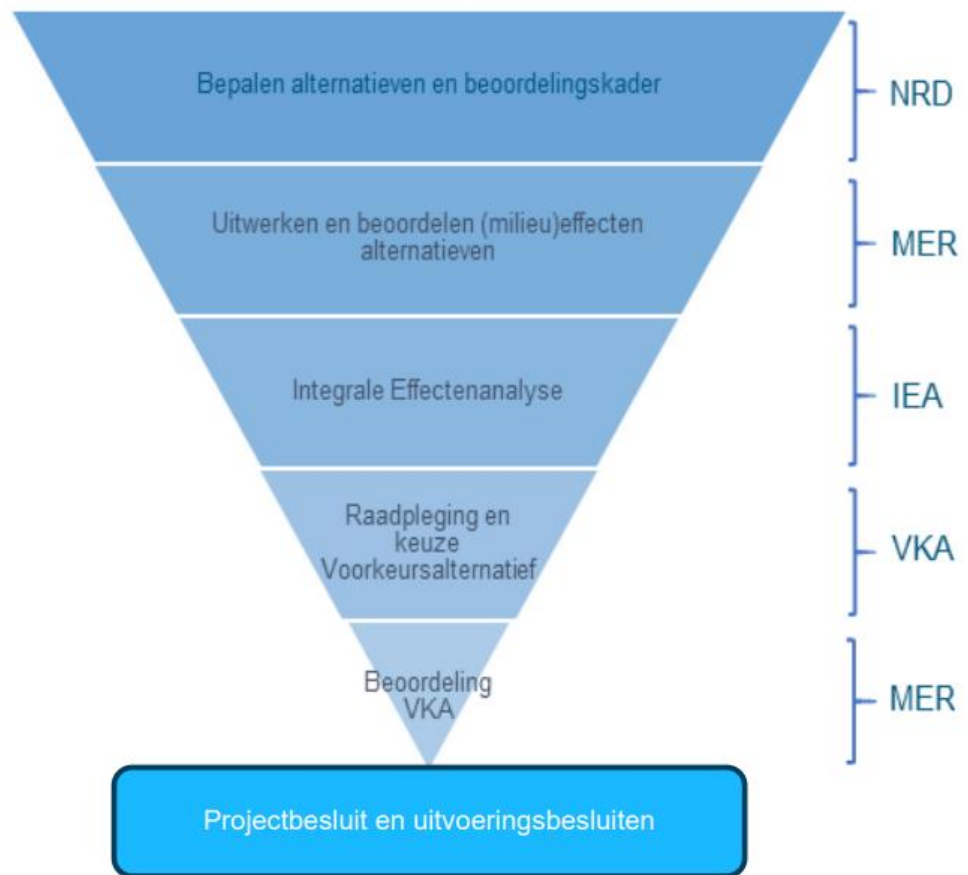 Bepalen alternatieven en beoordelingskader
NRD
Uitwerken en beoordelen (milieu)effecten
alternatieven
MER
Integrale Effectenanalyse
IEA
Raadpleging en
keuze
Voorkeursalternatief
VKA
Beoordeling
VKA
MER
Projectbesluit en uitvoeringsbesluiten